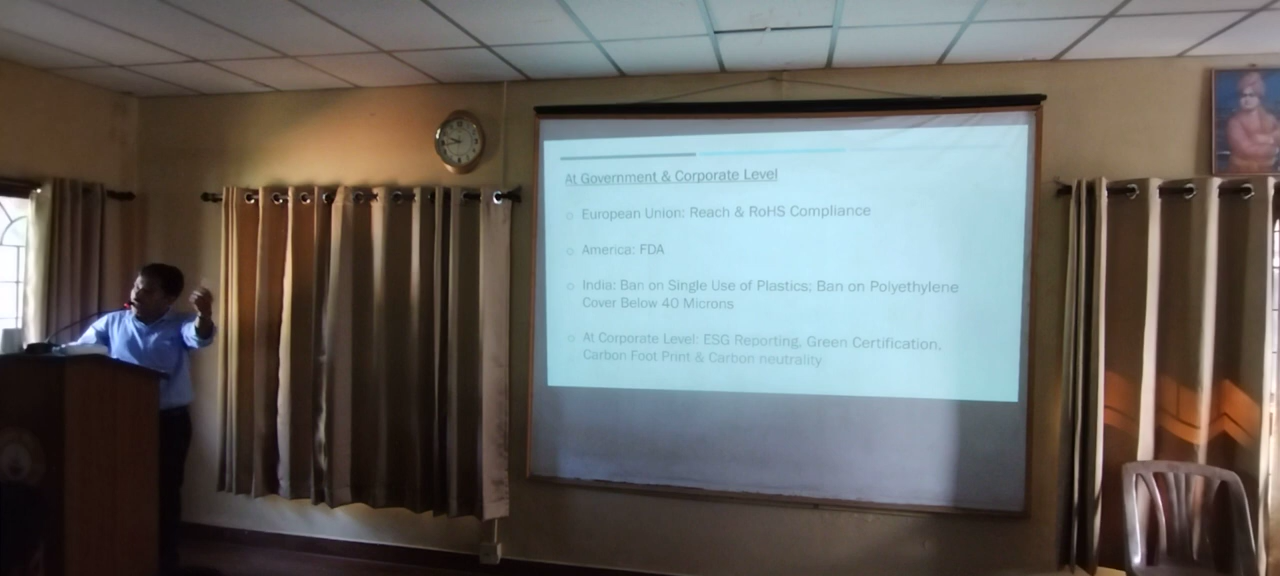 At Government & Corporate Level
European Union: Reach & RoHS Compliance
America: FDA
India: Ban on Single Use of Plastics; Ban on Polyethylene
Cover Below 40 Microns
At Corporate Level: ESG Reporting, Green Certification,
Carbon Foot Print & Carbon neutrality